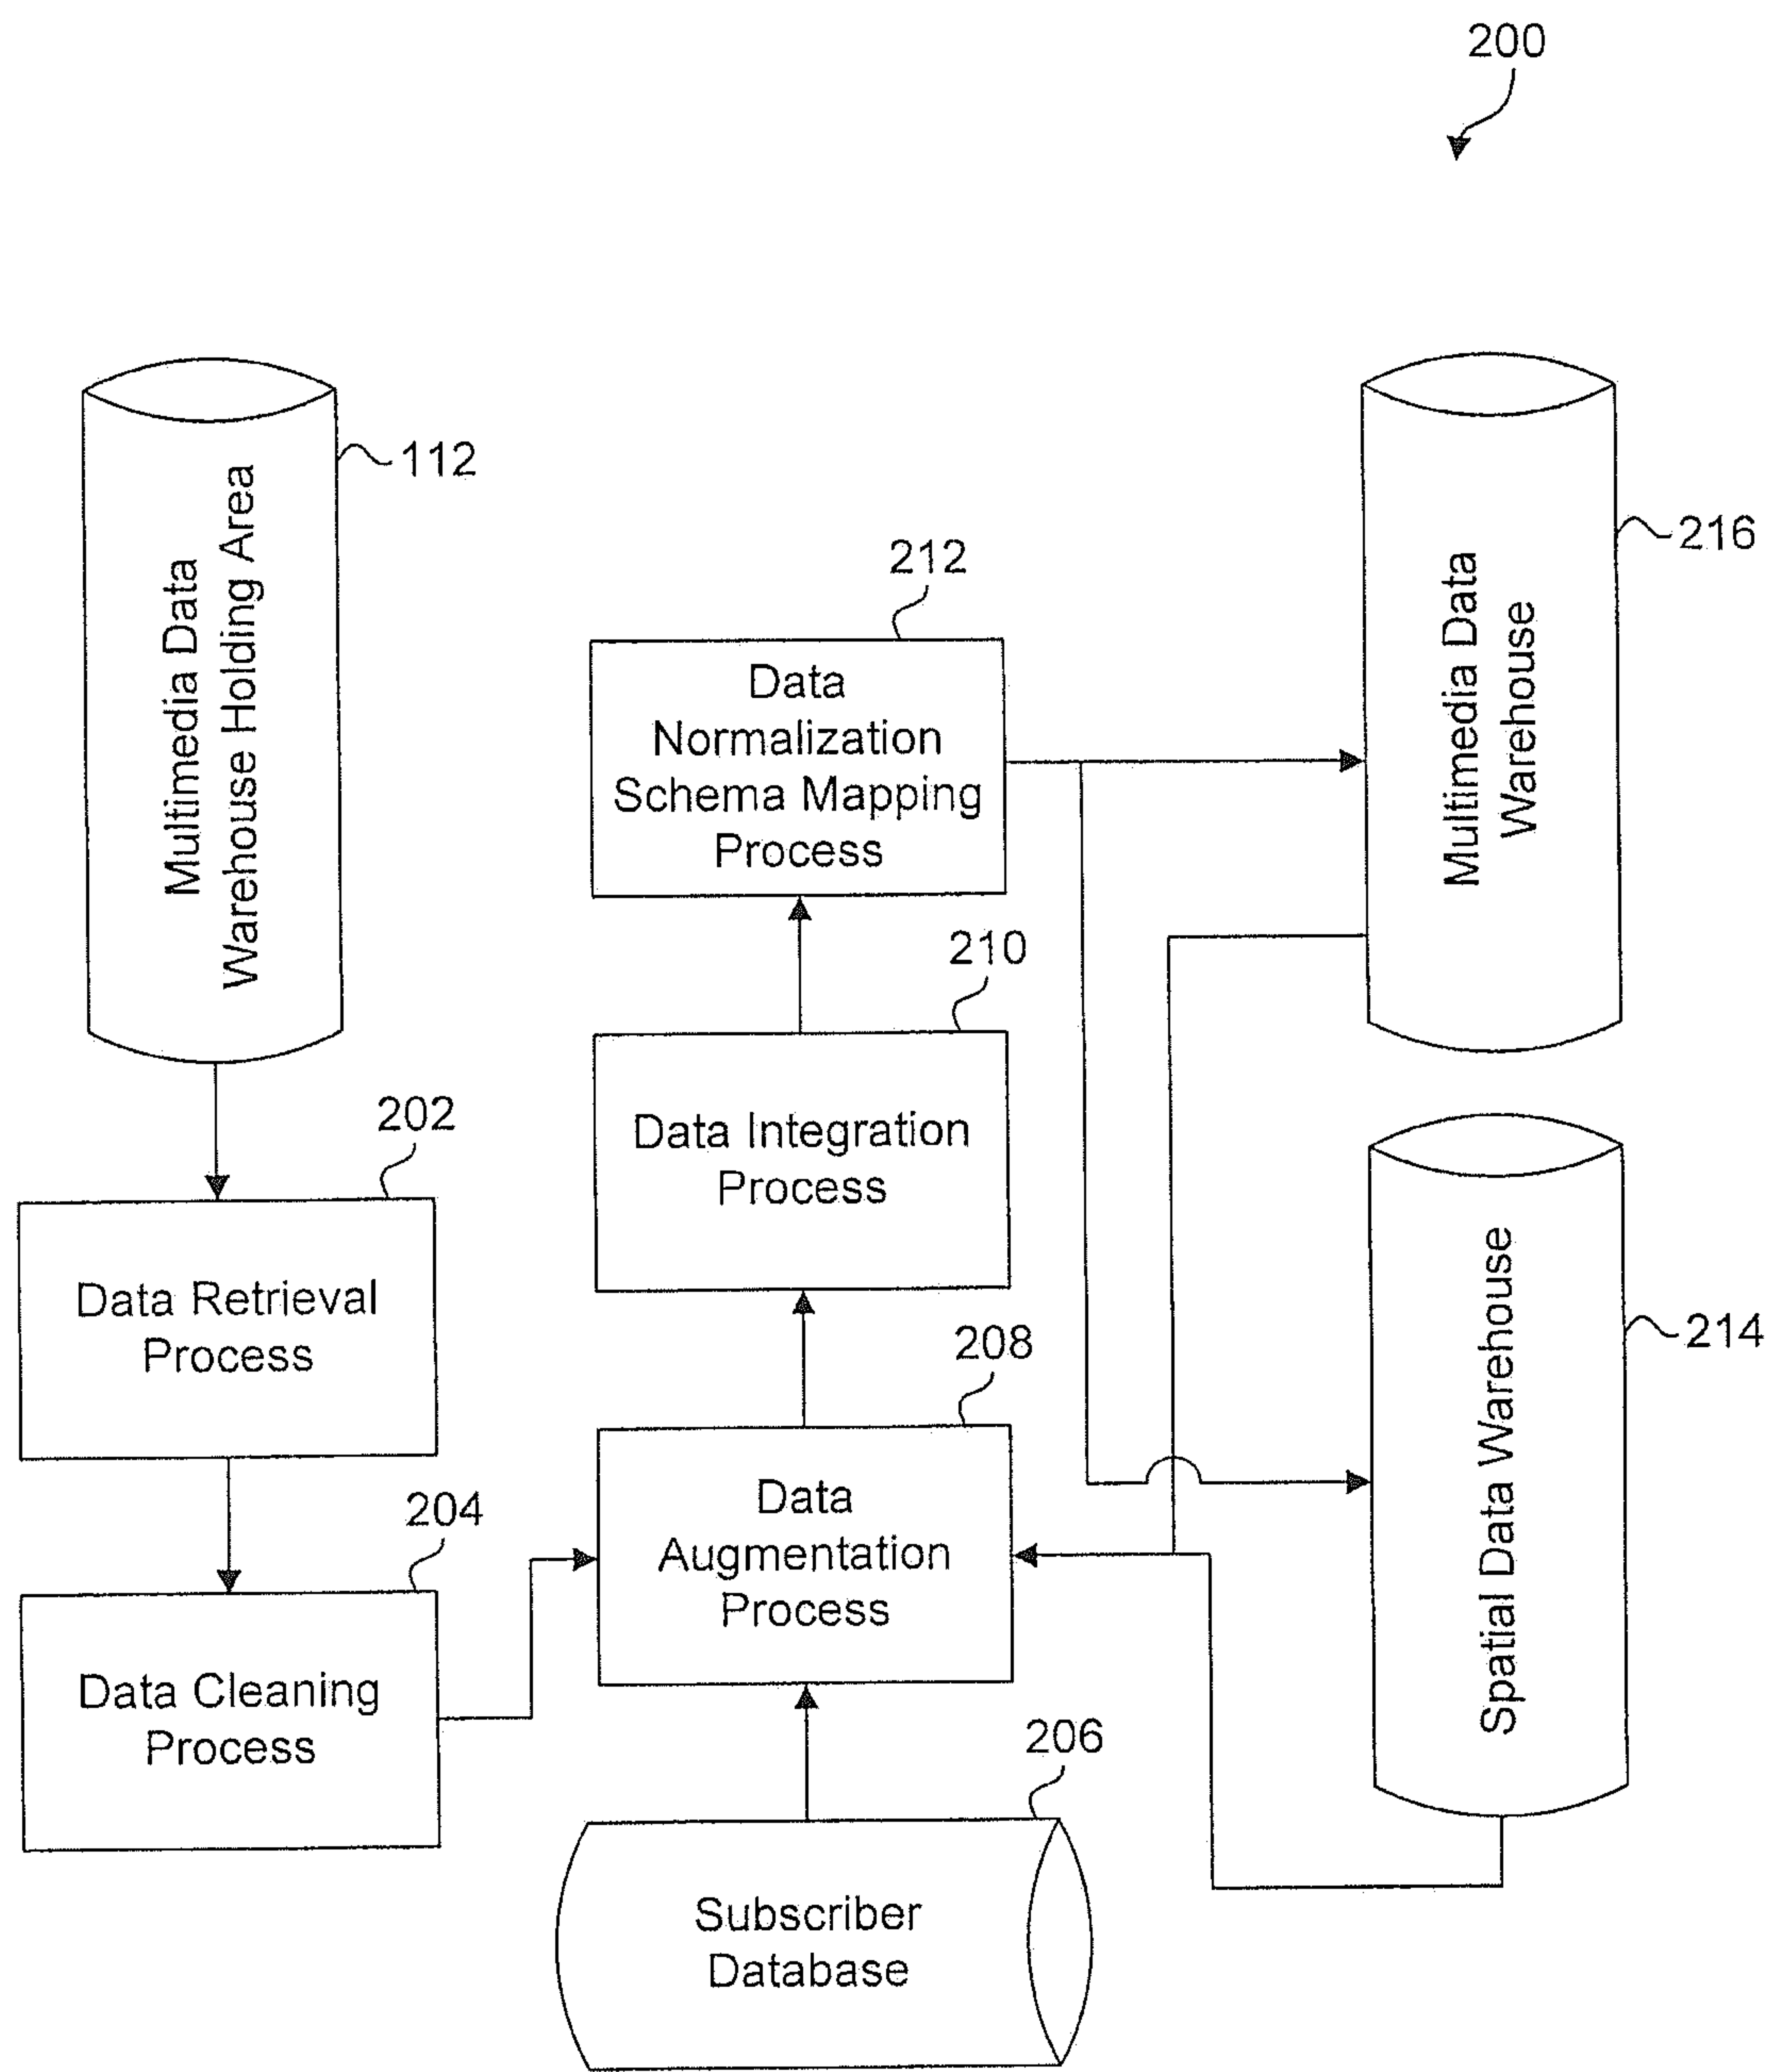 200
Multimedia Data
Warehouse Holding Area
112
Multimedia Data
Warehouse
216
212
Data
Normalization
Schema Mapping
Process
210
Data Integration
Process
202
Data Retrieval
Process
Spatial Data Warehouse
214
208
Data
Augmentation
Process
204
Data Cleaning
Process
206
Subscriber
Database